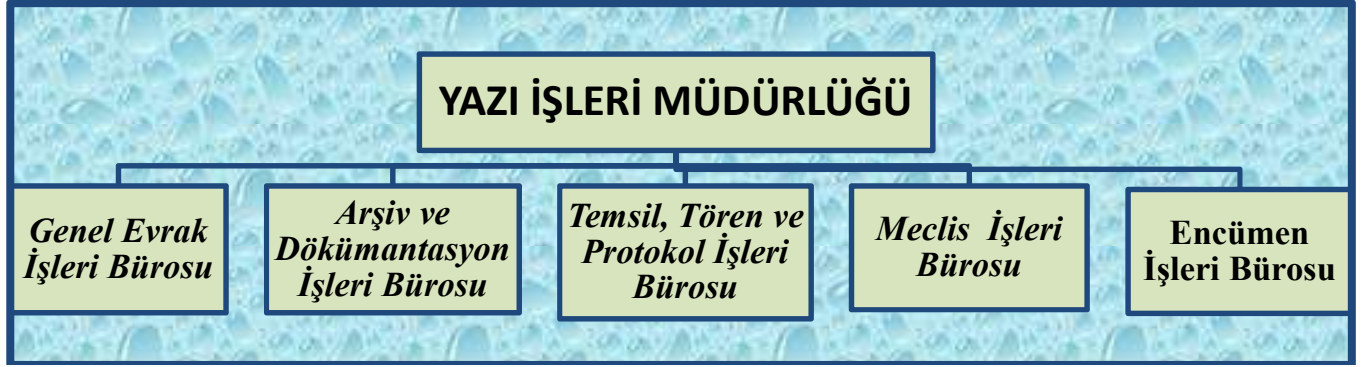 YAZI İŞLERİ MÜDÜRLÜĞÜ
Genel Evrak
İşleri Bürosu
Arşiv ve
Dökümantasyon
İşleri Bürosu
Temsil, Tören ve
Protokol İşleri
Bürosu
Meclis İşleri
Bürosu
Encümen
İşleri Bürosu